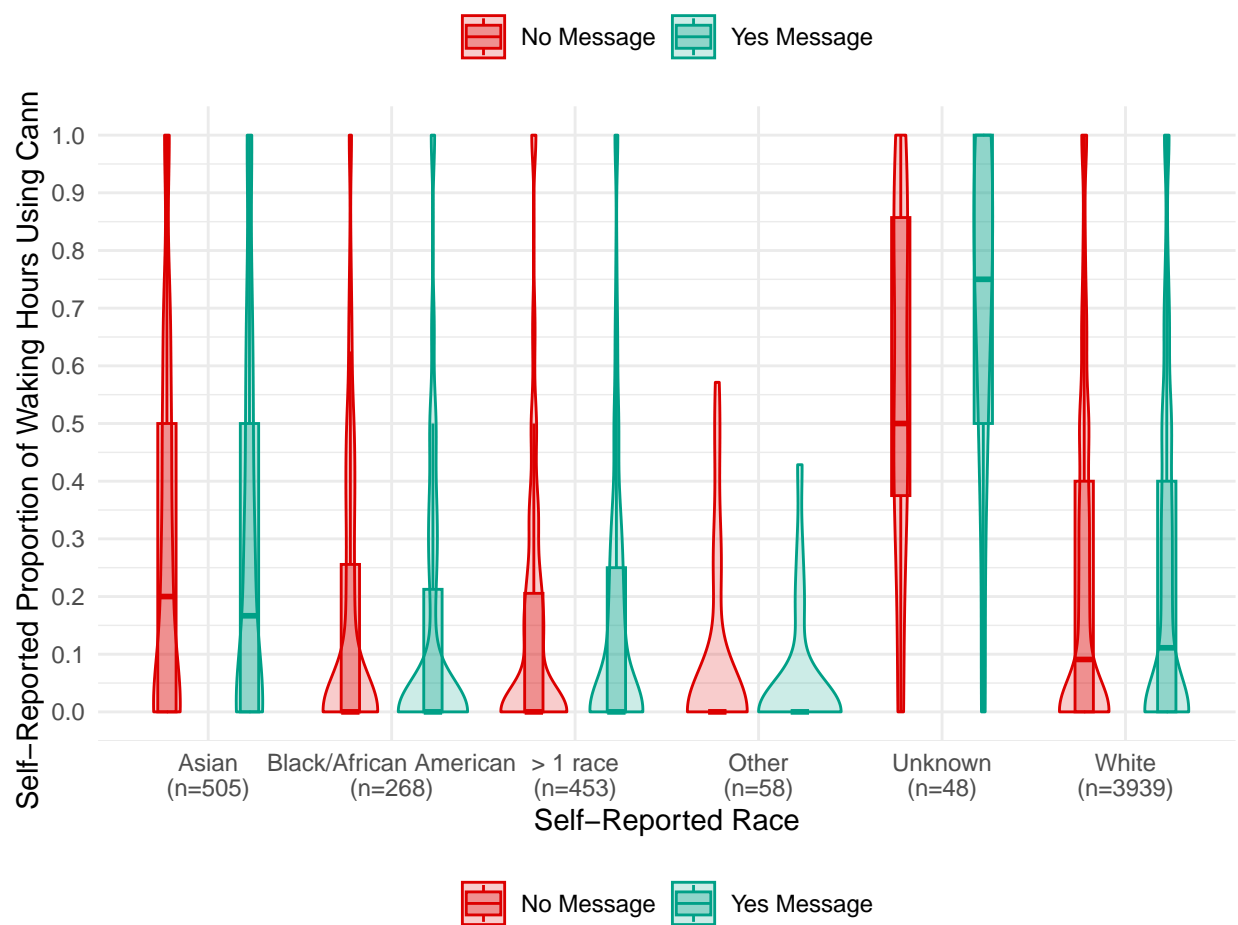 No Message Yes Message
Self−Reported Proportion of Waking Hours Using Cann
1.0
0.9
0.8
0.7
0.6
0.5
0.4
0.3
0.2
0.1
0.0
Asian Black/African American > 1 race Other Unknown White
(n=505) (n=268) (n=453) (n=58) (n=48) (n=3939)
Self−Reported Race
No Message Yes Message